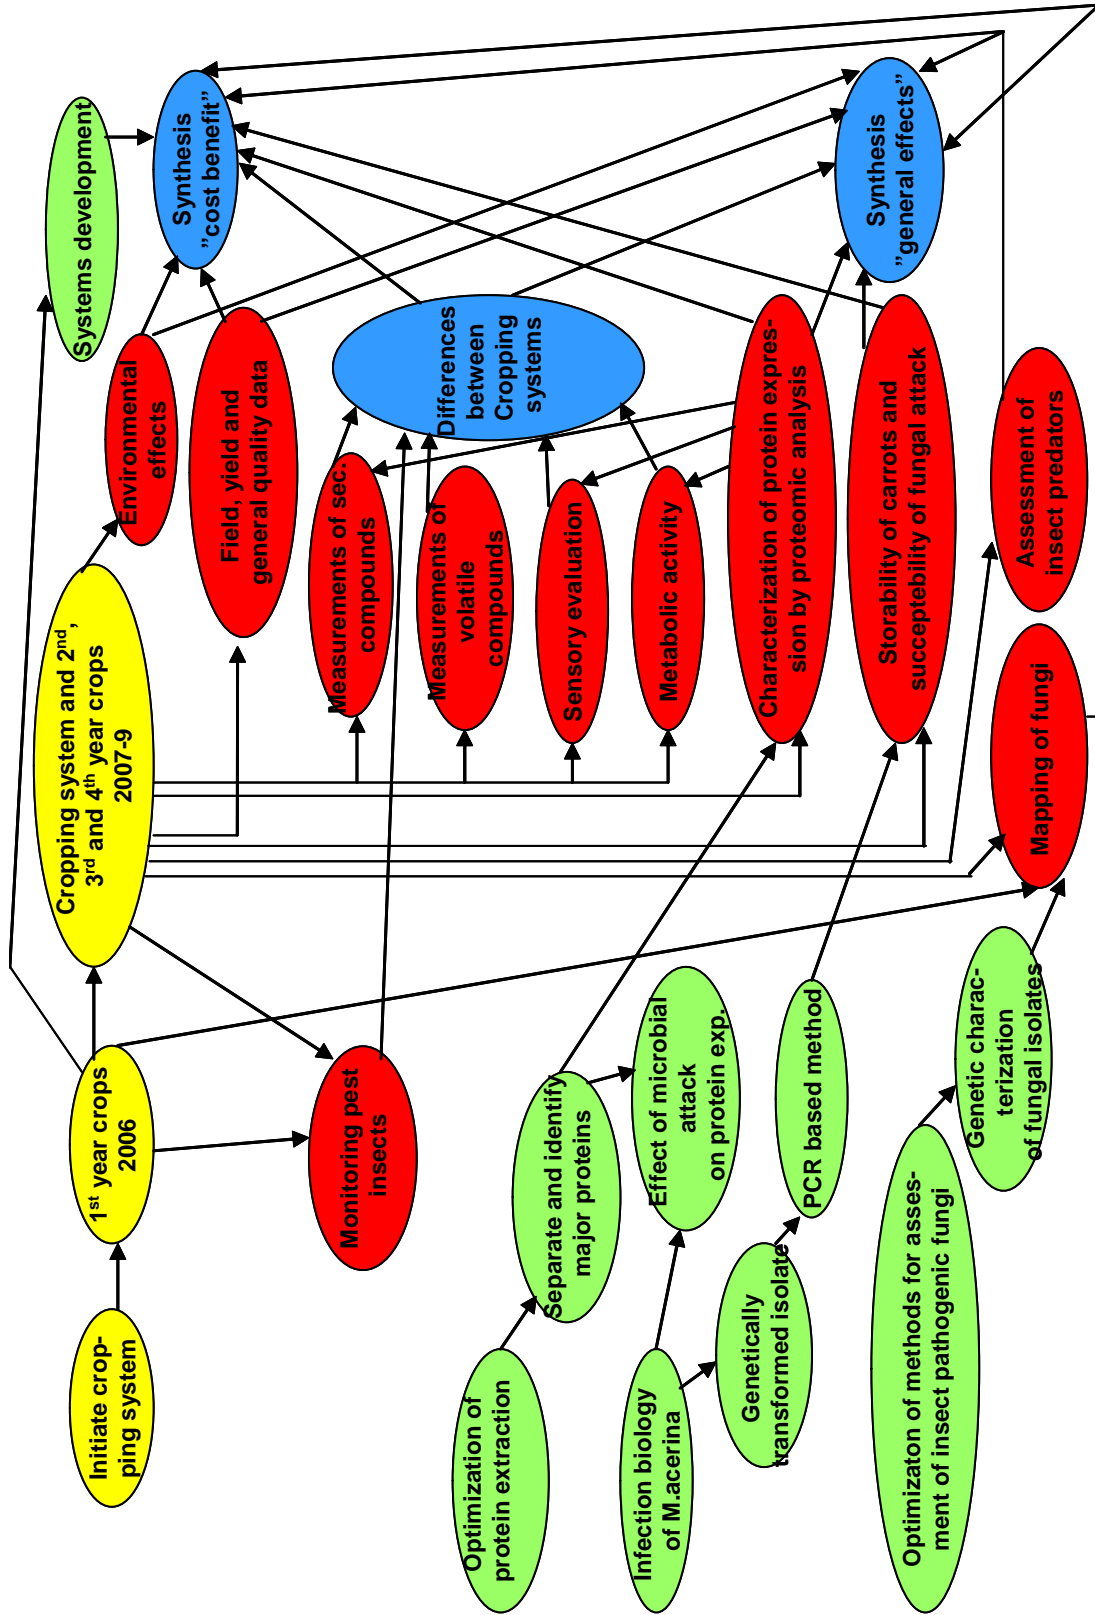 Initiate crop-
ping system
1st year crops
2006
Cropping system and 2nd,
3rd and 4th year crops
2007-9
Systems development
Environmental
effects
Synthesis
”cost benefit”
Field, yield and
general quality data
Monitoring pest
insects
Measurements of sec.
compounds
Measurements of
volatile
compounds
Sensory evaluation
Metabolic activity
Differences
between
Cropping
systems
Optimization of
protein extraction
Separate and identify
major proteins
Infection biology
of M.acerina
Effect of microbial
attack
on protein exp.
Genetically
transformed isolate
PCR based method
Characterization of protein expres-
sion by proteomic analysis
Storability of carrots and
succeptebility of fungal attack
Synthesis
”general effects”
Optimizaton of methods for asses-
ment of insect pathogenic fungi
Genetic charac-
terization
of fungal isolates
Mapping of fungi
Assessment of
insect predators